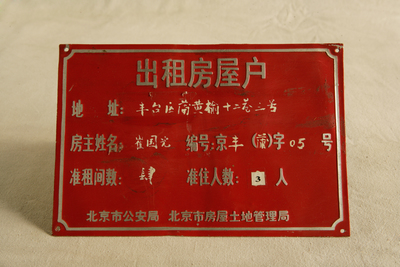 出租房屋户
地 址: 丰台区蒲黄榆十二巷三号
房主姓名: 崔国 编号:京丰(蒲)字05号
准租间数: 肆 准住人数: 3 人
北京市公安局 北京市房屋土地管理局